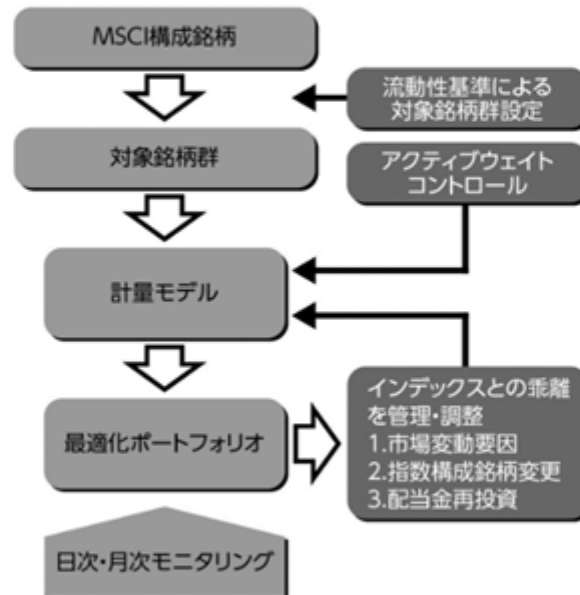 MSCI構成銘柄
流動性基準による
対象銘柄群設定
対象銘柄群
アクティブウェイト
コントロール
計量モデル
最適化ポートフォリオ
インデックスとの乖離
を管理・調整
1.市場変動要因
2.指数構成銘柄変更
3.配当金再投資
日次・月次モニタリング